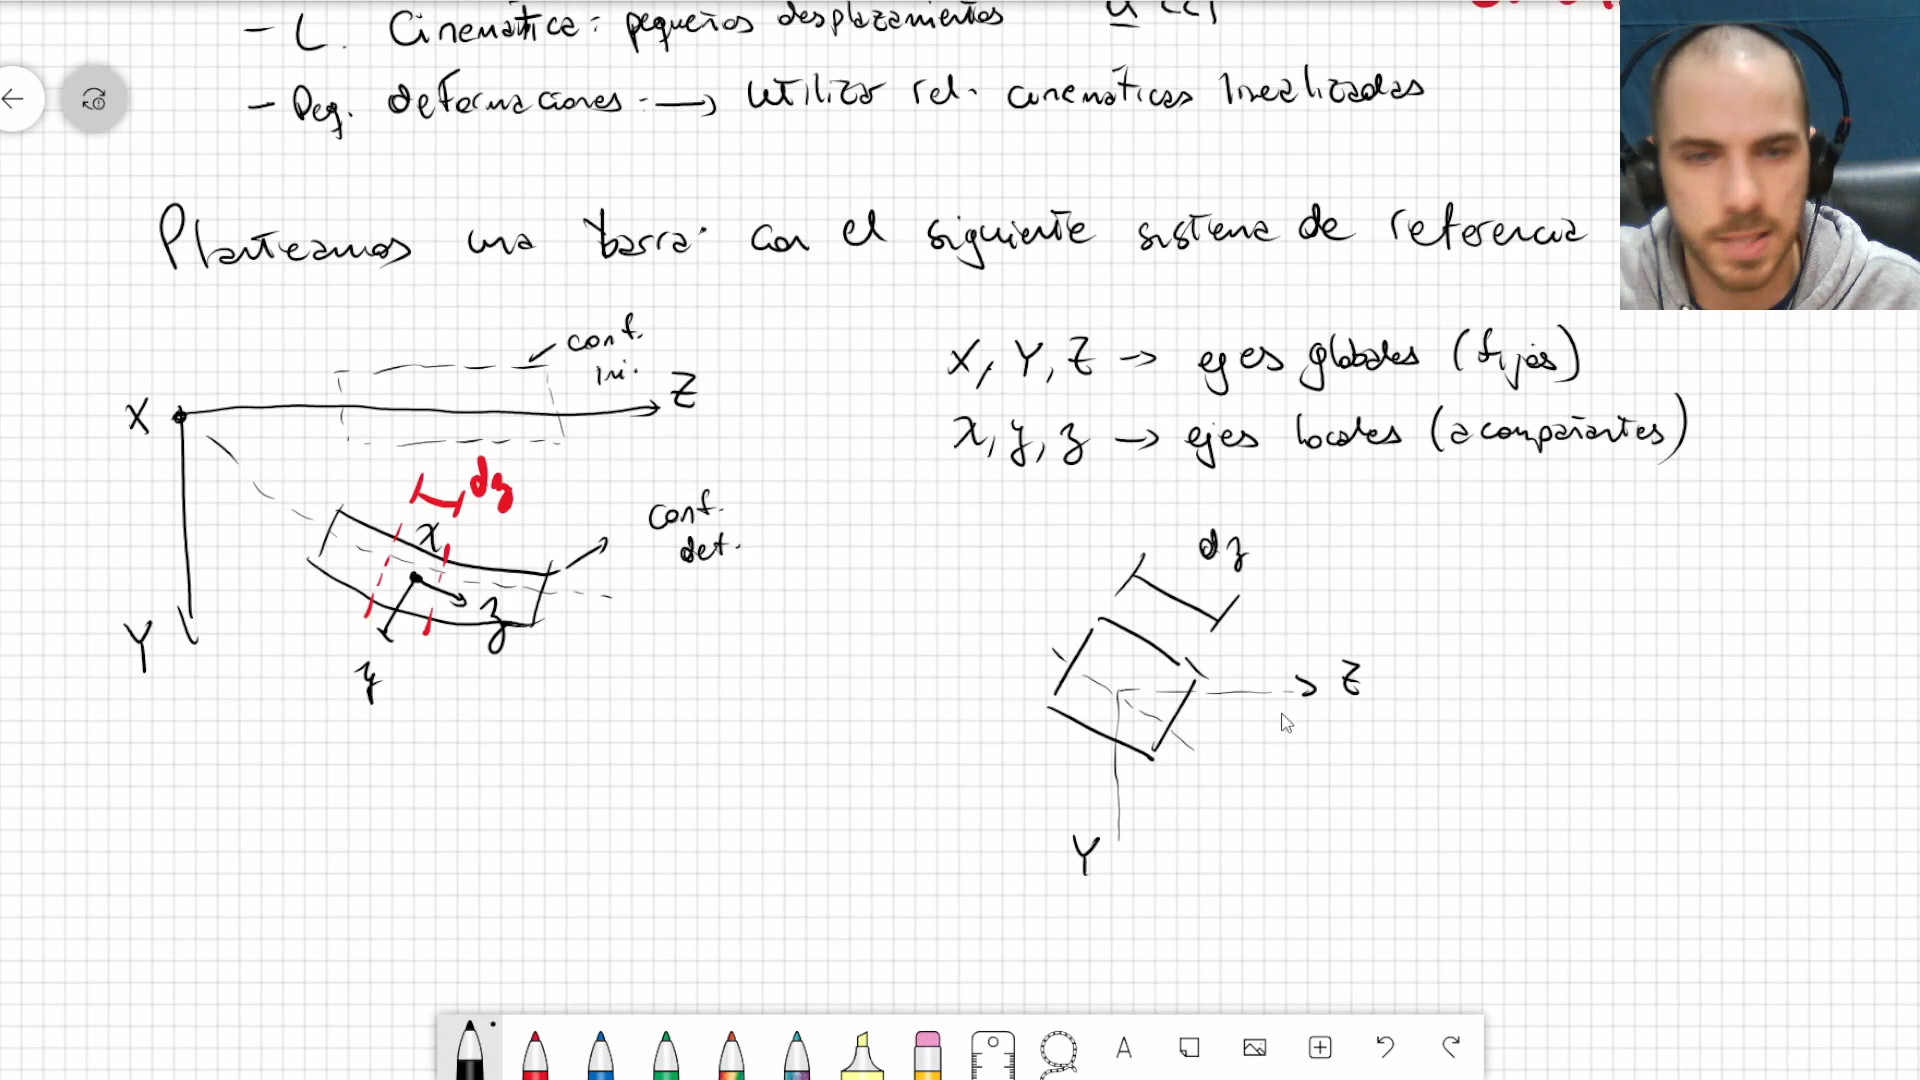 - L. Cinemática: pequeños desplazamientos u <<1
- Peq. deformaciones: → Utilizar rel. cinemáticas linealizadas
Planteamos una barra con el siguiente sistema de referencia
conf.
ini.
X
Z
dz
x
z
y
Y
conf.
def.
X, Y, Z → ejes globales (fijos)
x, y, z → ejes locales (acompañantes)
dz
Z
Y